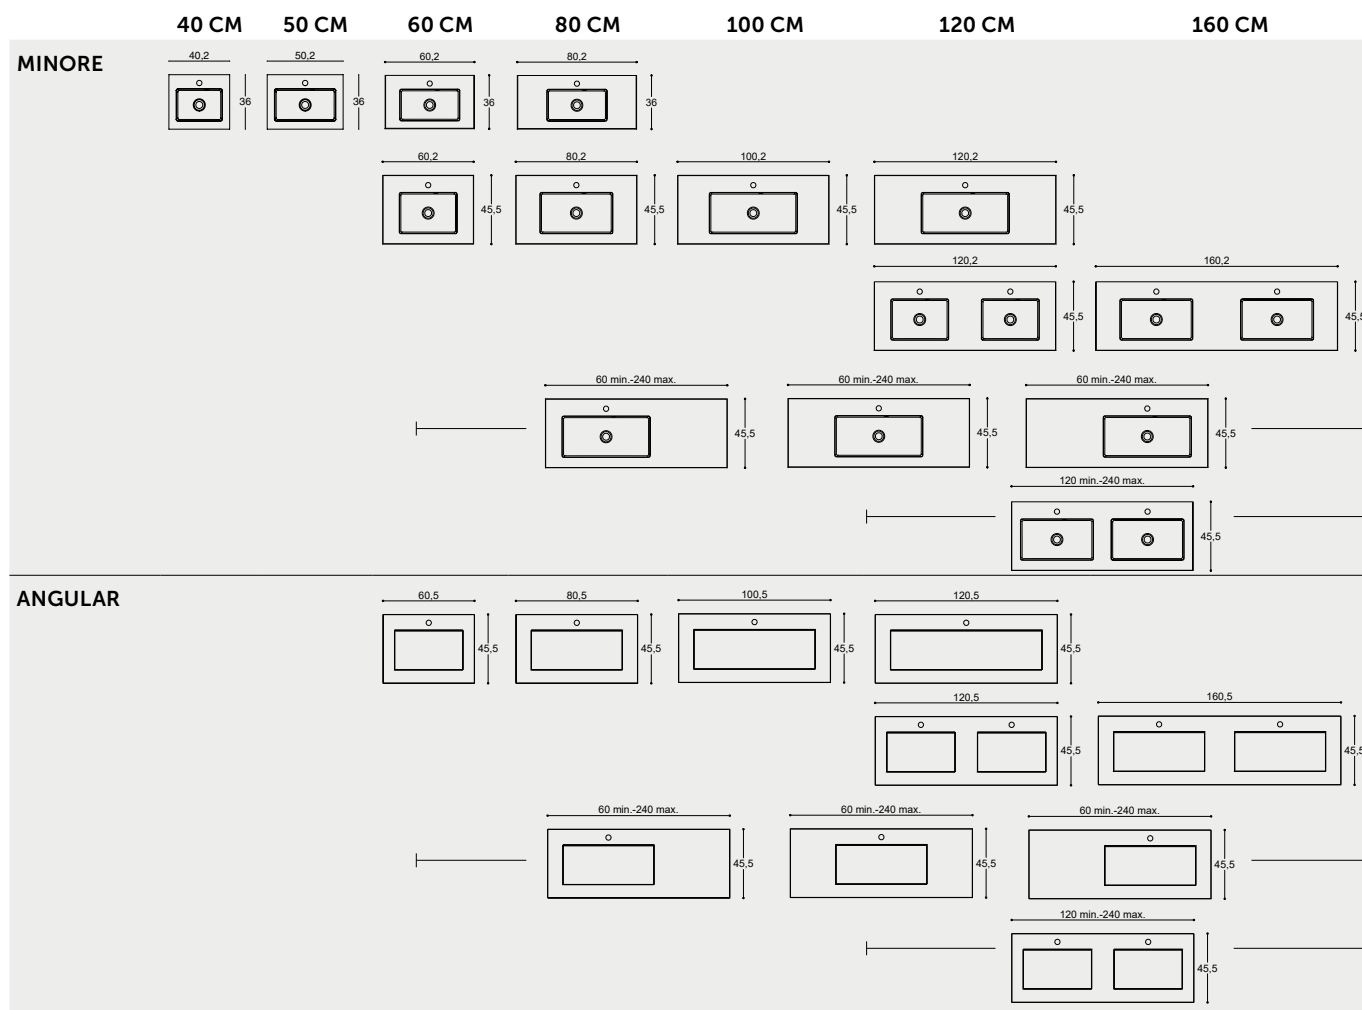 40 CM 50 CM 60 CM 80 CM 100 CM 120 CM 160 CM
MINORE
40,2 50,2 60,2 80,2
36 36 36 36
60,2 80,2 100,2 120,2
45,5 45,5 45,5 45,5
120,2 160,2
45,5 45,5
60 min.-240 max. 60 min.-240 max. 60 min.-240 max.
45,5 45,5 45,5
120 min.-240 max.
45,5
ANGULAR
60,5 80,5 100,5 120,5
45,5 45,5 45,5 45,5
120,5 160,5
45,5 45,5
60 min.-240 max. 60 min.-240 max. 60 min.-240 max.
45,5 45,5 45,5
120 min.-240 max.
45,5